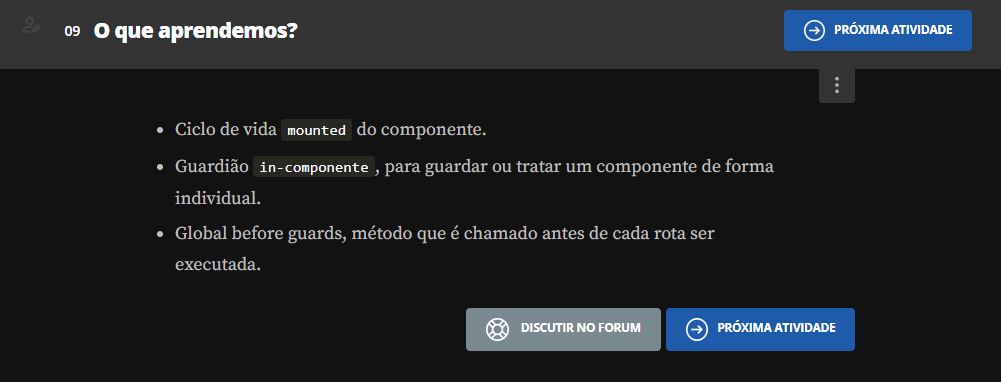 09 O que aprendemos?
PRÓXIMA ATIVIDADE
Ciclo de vida mounted do componente.
Guardião in-componente, para guardar ou tratar um componente de forma
individual.
Global before guards, método que é chamado antes de cada rota ser
executada.
DISCUTIR NO FORUM
PRÓXIMA ATIVIDADE